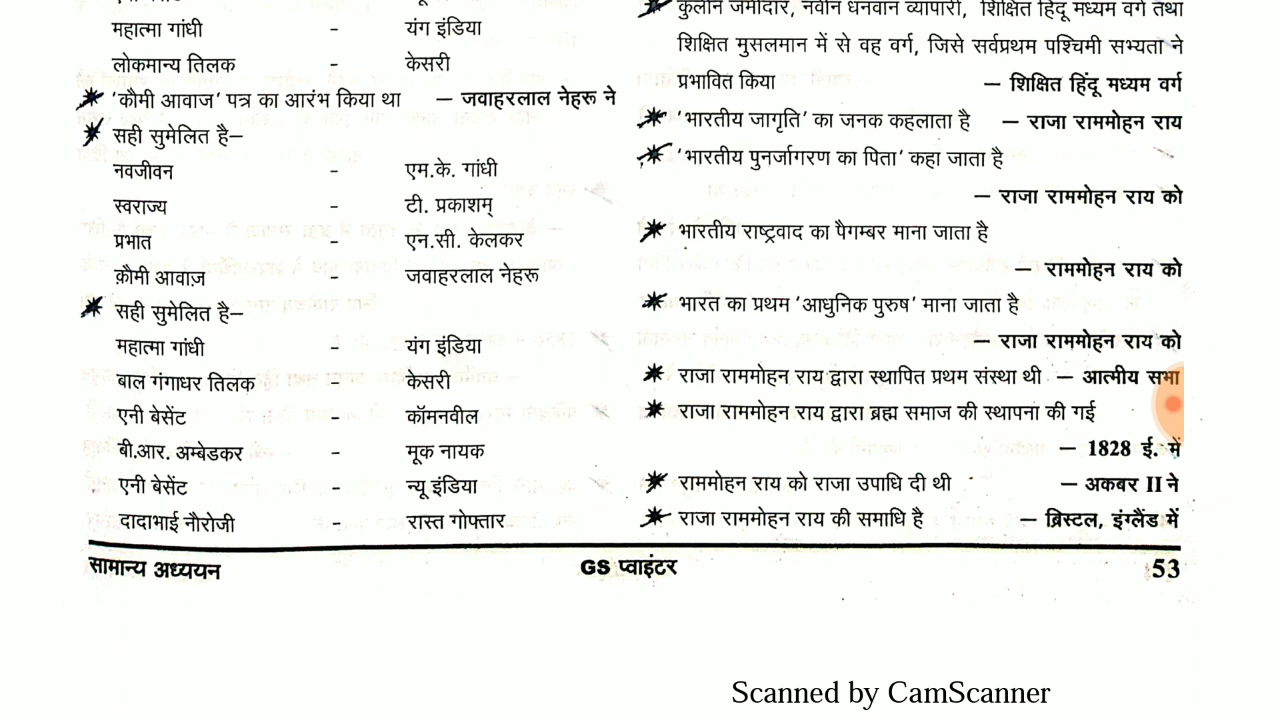 महात्मा गांधी – यंग इंडिया
लोकमान्य तिलक – केसरी
'कौमी आवाज' पत्र का आरंभ किया था – जवाहरलाल नेहरू ने
सही सुमेलित है–
नवजीवन – एम.के. गांधी
स्वराज्य – टी. प्रकाशम्
प्रभात – एन.सी. केलकर
क़ौमी आवाज़ – जवाहरलाल नेहरू
सही सुमेलित है–
महात्मा गांधी – यंग इंडिया
बाल गंगाधर तिलक – केसरी
एनी बेसेंट – कॉमनवील
बी.आर. अम्बेडकर – मूक नायक
एनी बेसेंट – न्यू इंडिया
दादाभाई नौरोजी – रास्त गोफ्तार
कुलीन जमींदार, नवीन धनवान व्यापारी, शिक्षित हिंदू मध्यम वर्ग तथा
शिक्षित मुसलमान में से वह वर्ग, जिसे सर्वप्रथम पश्चिमी सभ्यता ने
प्रभावित किया – शिक्षित हिंदू मध्यम वर्ग
'भारतीय जागृति' का जनक कहलाता है – राजा राममोहन राय
'भारतीय पुनर्जागरण का पिता' कहा जाता है
– राजा राममोहन राय को
भारतीय राष्ट्रवाद का पैगम्बर माना जाता है
– राममोहन राय को
भारत का प्रथम 'आधुनिक पुरुष' माना जाता है
– राजा राममोहन राय को
राजा राममोहन राय द्वारा स्थापित प्रथम संस्था थी – आत्मीय सभा
राजा राममोहन राय द्वारा ब्रह्म समाज की स्थापना की गई
– 1828 ई. में
राममोहन राय को राजा उपाधि दी थी – अकबर II ने
राजा राममोहन राय की समाधि है – ब्रिस्टल, इंग्लैंड में
सामान्य अध्ययन GS प्वाइंटर 53
Scanned by CamScanner